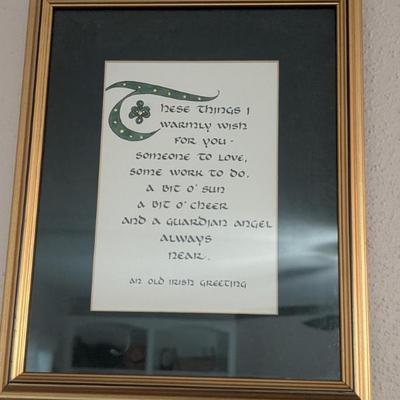 These things I
warmly wish
for you -
someone to love,
some work to do.
a bit o' sun
a bit o' cheer
and a guardian angel
always
near.
an old irish greeting